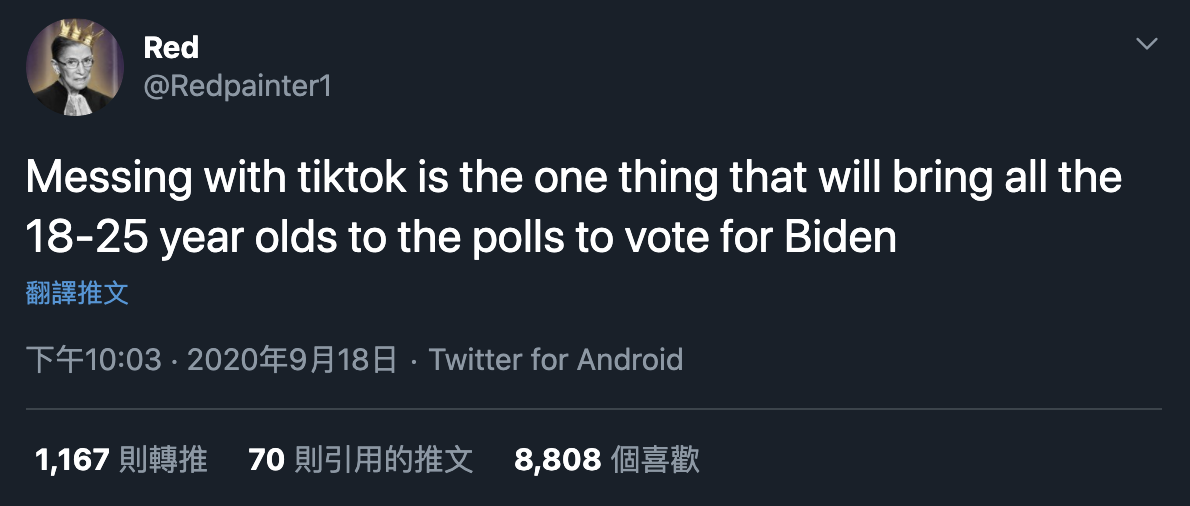 Red
@Redpainter1
Messing with tiktok is the one thing that will bring all the
18-25 year olds to the polls to vote for Biden
翻譯推文
下午10:03 · 2020年9月18日 · Twitter for Android
1,167 則轉推 70 則引用的推文 8,808 個喜歡